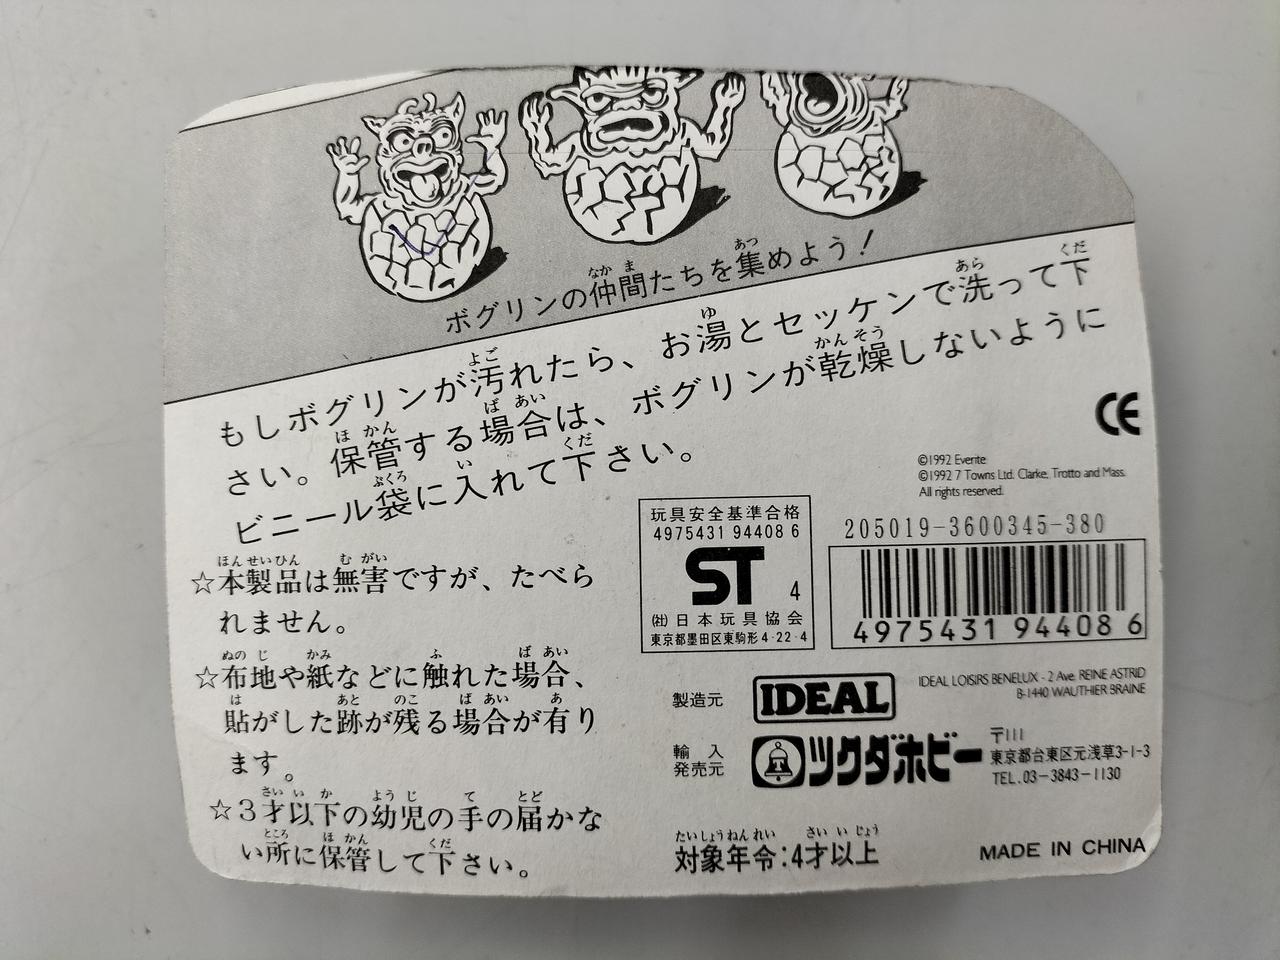 ボグリンの仲間たちを集めよう！
もしボグリンが汚れたら、お湯とセッケンで洗って下
さい。保管する場合は、ボグリンが乾燥しないように
ビニール袋に入れて下さい。
☆本製品は無害ですが、たべら
れません。
☆布地や紙などに触れた場合、
貼がした跡が残る場合が有り
ます。
☆3才以下の幼児の手の届かな
い所に保管して下さい。
CE
©1992 Everite
©1992 7 Towns Ltd. Clarke, Trotto and Mass.
All rights reserved.
玩具安全基準合格
4975431 94408 6
ST 4
(社)日本玩具協会
東京都墨田区東駒形4-22-4
205019-3600345-380
4975431 944086
製造元 IDEAL
IDEAL LOISIRS BENELUX - 2 Ave. REINE ASTRID
B-1440 WAUTHIER BRAINE
輸入
発売元
ツクダホビー
〒111
東京都台東区元浅草3-1-3
TEL.03-3843-1130
対象年令:4才以上
MADE IN CHINA